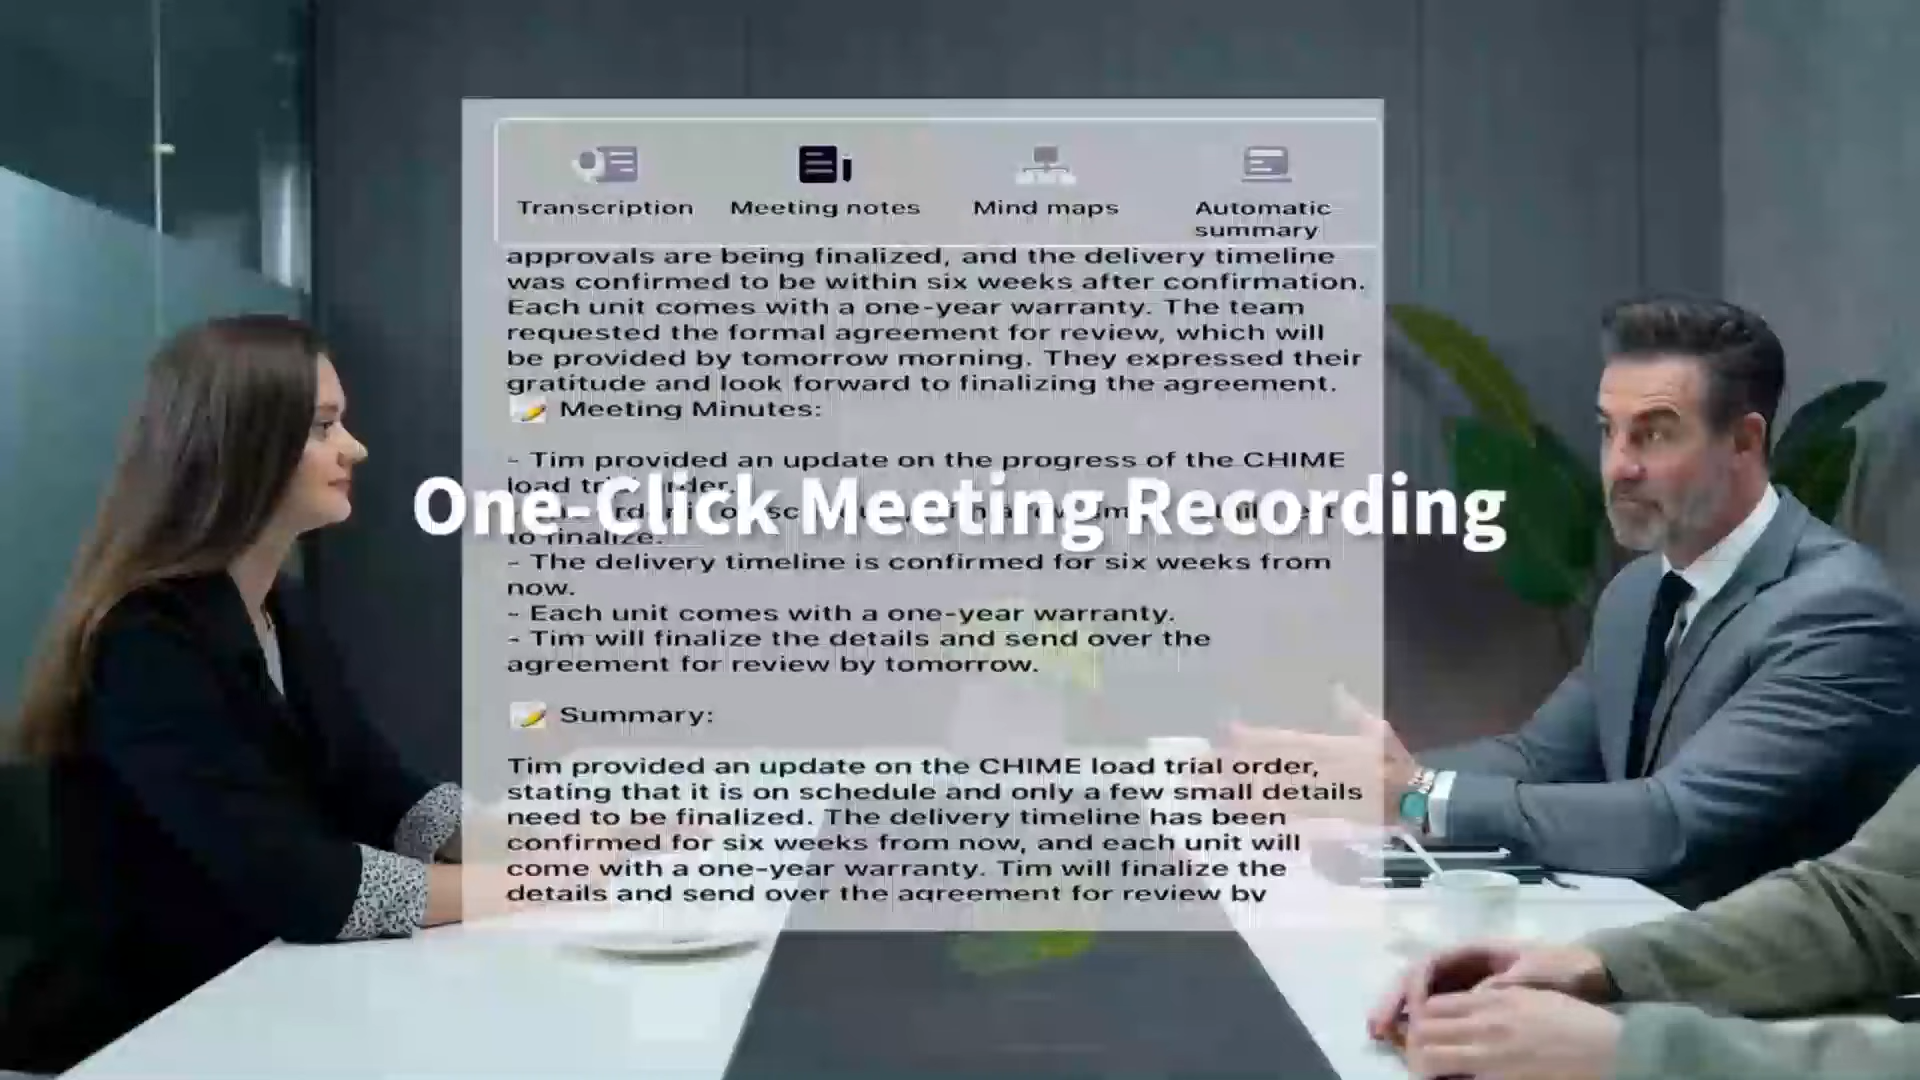 Transcription
Meeting notes
Mind maps
Automatic
summary
approvals are being finalized, and the delivery timeline
was confirmed to be within six weeks after confirmation.
Each unit comes with a one-year warranty. The team
requested the formal agreement for review, which will
be provided by tomorrow morning. They expressed their
gratitude and look forward to finalizing the agreement.
Meeting Minutes:
- Tim provided an update on the progress of the CHIME
load
One-Click Meeting Recording
to finalize.
- The delivery timeline is confirmed for six weeks from
now.
- Each unit comes with a one-year warranty.
- Tim will finalize the details and send over the
agreement for review by tomorrow.
Summary:
Tim provided an update on the CHIME load trial order,
stating that it is on schedule and only a few small details
need to be finalized. The delivery timeline has been
confirmed for six weeks from now, and each unit will
come with a one-year warranty. Tim will finalize the
details and send over the agreement for review by